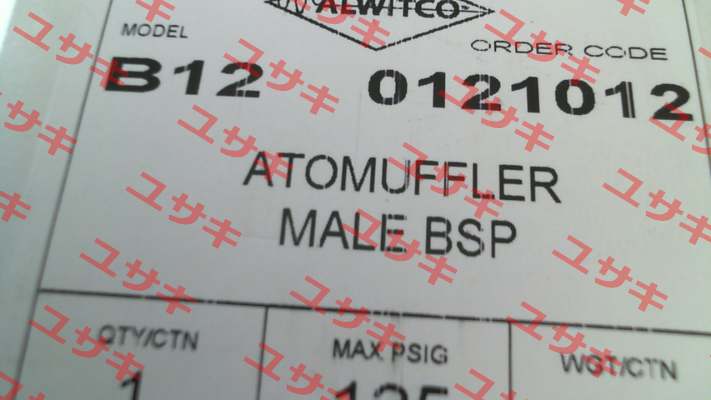 ALWITCO
MODEL
ORDER CODE
B12 0121012
ATOMUFFLER
MALE BSP
QTY/CTN
MAX PSIG
WGT/CTN
1
125
ユサキ